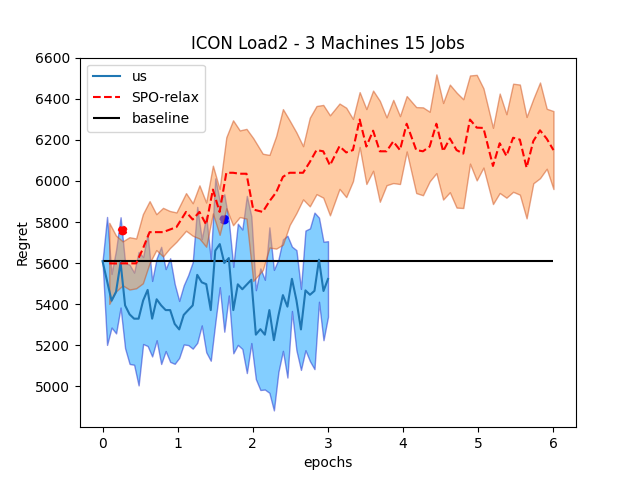 ICON Load2 - 3 Machines 15 Jobs
us
SPO-relax
baseline
Regret
6600
6400
6200
6000
5800
5600
5400
5200
5000
0 1 2 3 4 5 6
epochs